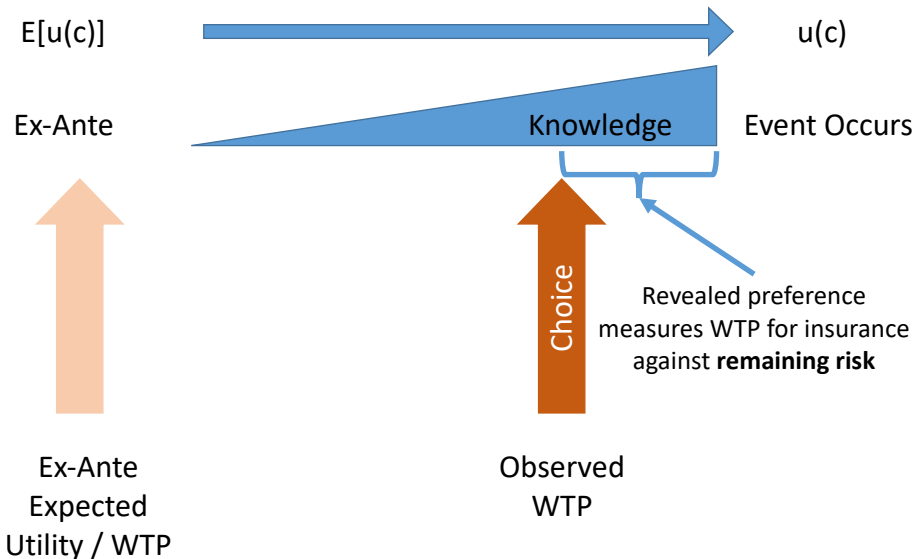 E[u(c)]
u(c)
Ex-Ante
Knowledge
Event Occurs
Choice
Revealed preference
measures WTP for insurance
against remaining risk
Ex-Ante
Expected
Utility / WTP
Observed
WTP